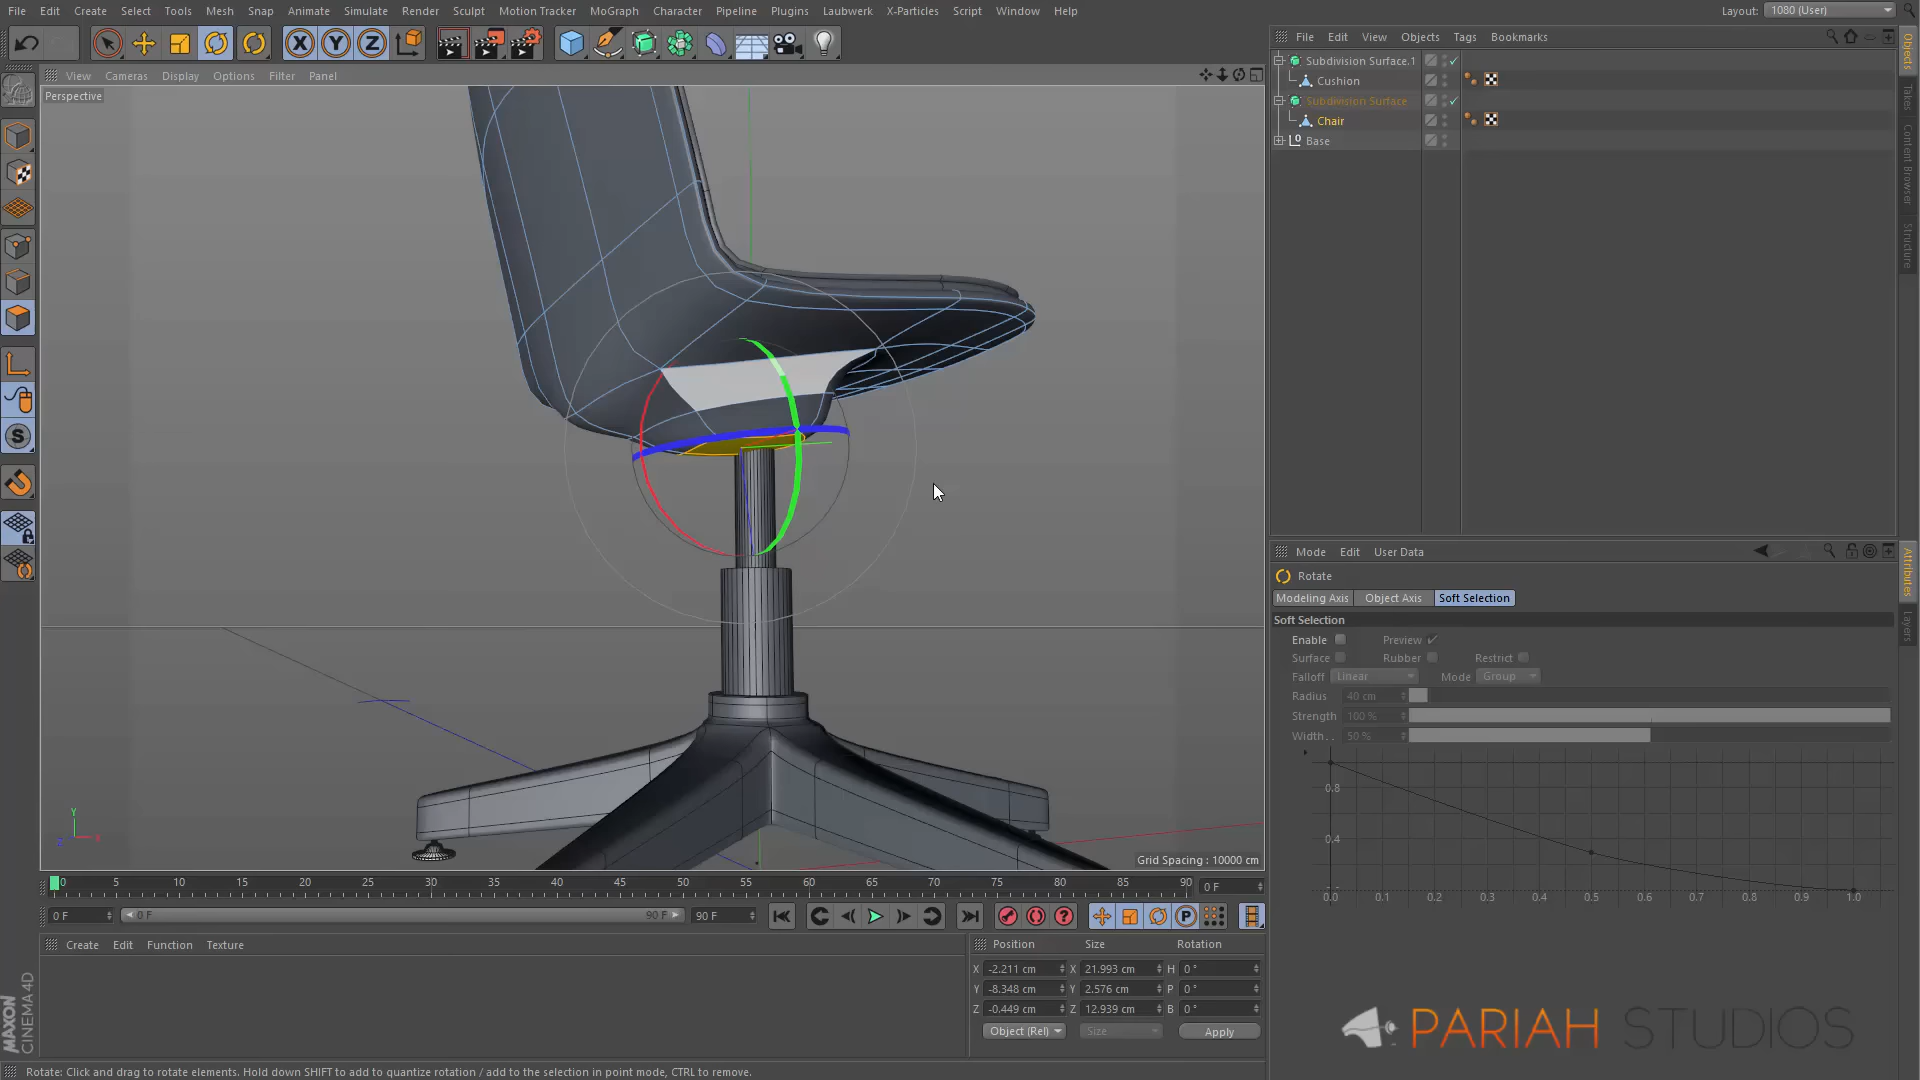 File Edit Create Select Tools Mesh Snap Animate Simulate Render Sculpt Motion Tracker MoGraph Character Pipeline Plugins Laubwerk X-Particles Script Window Help Layout: 1080 (User)
X Y Z
File Edit View Objects Tags Bookmarks
View Cameras Display Options Filter Panel
Perspective
Subdivision Surface.1
Cushion
Subdivision Surface
Chair
Base
Objects
Takes
Content Browser
Structure
S
Y
Z X
Grid Spacing : 10000 cm
Mode Edit User Data
Rotate
Modeling Axis Object Axis Soft Selection
Soft Selection
Enable Preview
Surface Rubber Restrict
Falloff Linear Mode Group
Radius 40 cm
Strength 100 %
Width . . 50 %
0.8
0.4
0.0 0.1 0.2 0.3 0.4 0.5 0.6 0.7 0.8 0.9 1.0
Attributes
Layers
0 5 10 15 20 25 30 35 40 45 50 55 60 65 70 75 80 85 90 0 F
0 F 0 F 90 F 90 F P
Create Edit Function Texture
Position Size Rotation
X -2.211 cm X 21.993 cm H 0 °
Y -8.348 cm Y 2.576 cm P 0 °
Z -0.449 cm Z 12.939 cm B 0 °
Object (Rel) Size Apply
MAXON
CINEMA 4D
PARIAH STUDIOS
Rotate: Click and drag to rotate elements. Hold down SHIFT to add to quantize rotation / add to the selection in point mode, CTRL to remove.